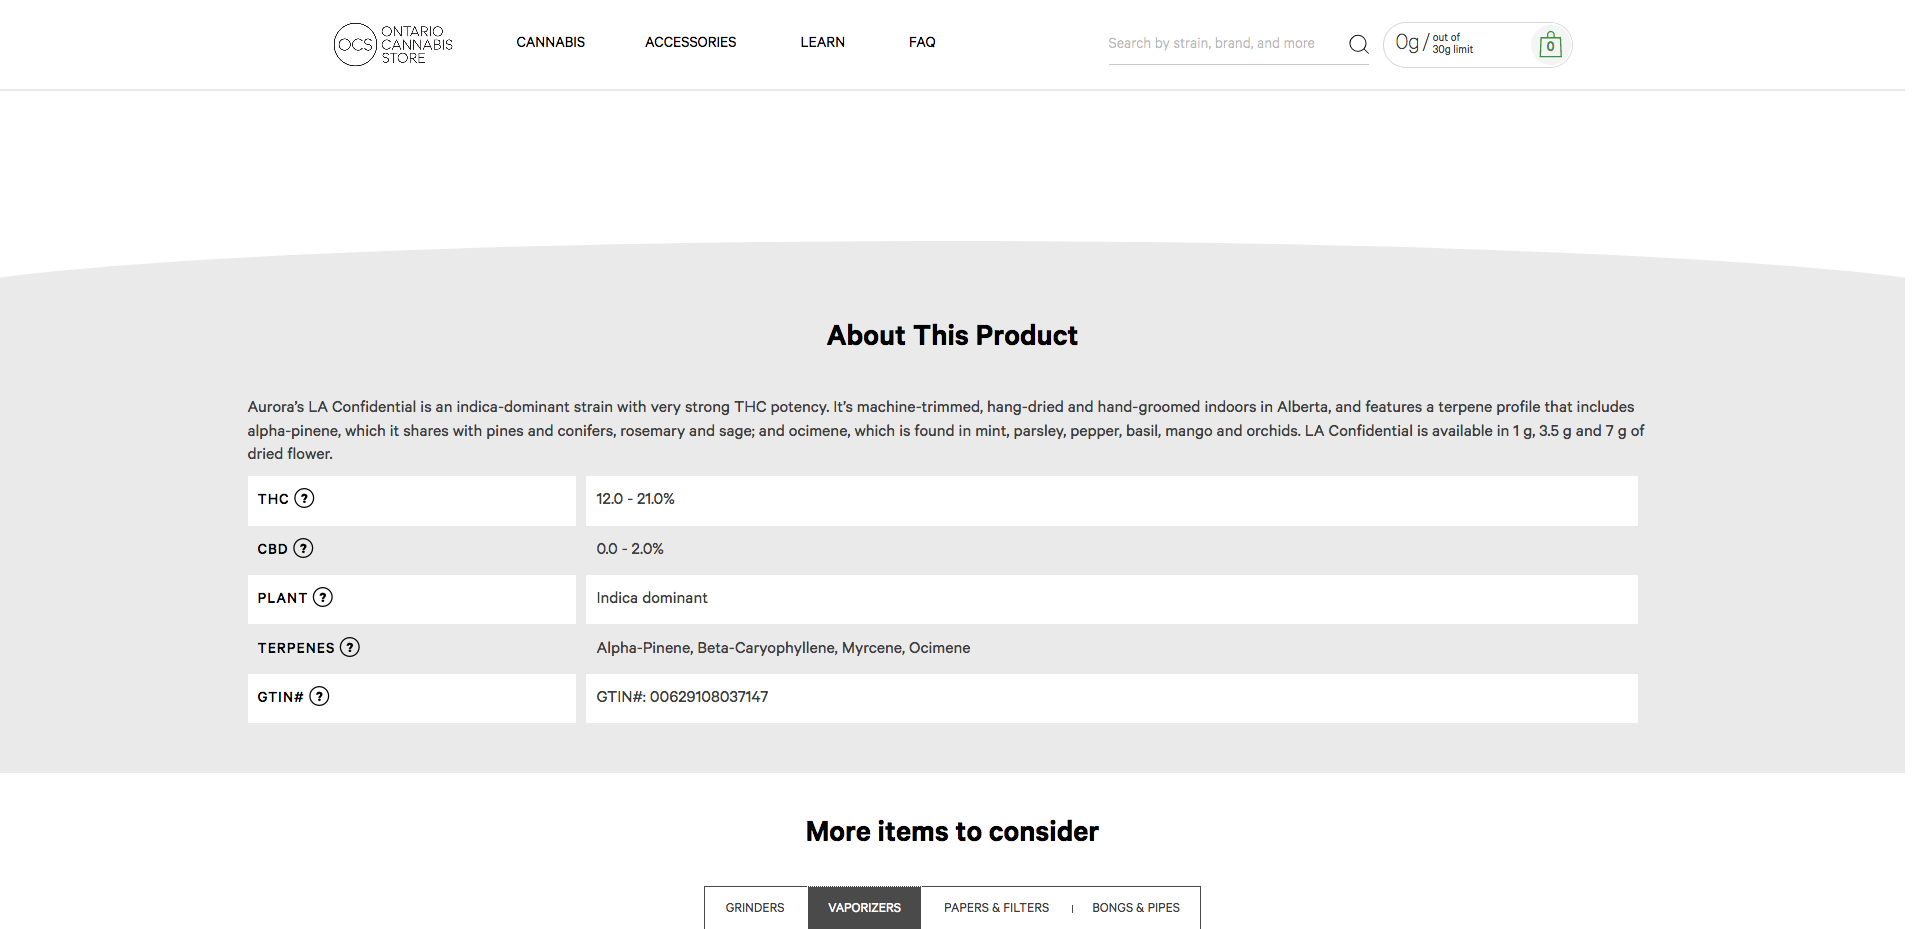 OCS ONTARIO
CANNABIS
STORE
CANNABIS
ACCESSORIES
LEARN
FAQ
Search by strain, brand, and more
0g / out of
30g limit
0
About This Product
Aurora’s LA Confidential is an indica-dominant strain with very strong THC potency. It’s machine-trimmed, hang-dried and hand-groomed indoors in Alberta, and features a terpene profile that includes
alpha-pinene, which it shares with pines and conifers, rosemary and sage; and ocimene, which is found in mint, parsley, pepper, basil, mango and orchids. LA Confidential is available in 1 g, 3.5 g and 7 g of
dried flower.
THC ? 12.0 - 21.0%
CBD ? 0.0 - 2.0%
PLANT ? Indica dominant
TERPENES ? Alpha-Pinene, Beta-Caryophyllene, Myrcene, Ocimene
GTIN# ? GTIN#: 00629108037147
More items to consider
GRINDERS VAPORIZERS PAPERS & FILTERS | BONGS & PIPES